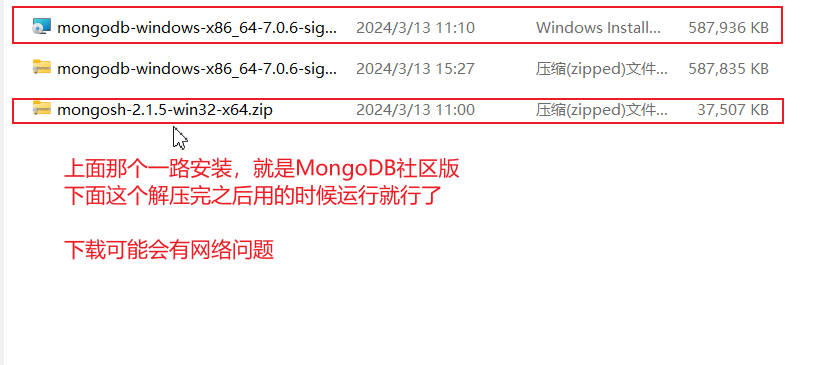 mongodb-windows-x86_64-7.0.6-sig... 2024/3/13 11:10 Windows Install... 587,936 KB
mongodb-windows-x86_64-7.0.6-sig... 2024/3/13 15:27 压缩(zipped)文件... 587,835 KB
mongosh-2.1.5-win32-x64.zip 2024/3/13 11:00 压缩(zipped)文件... 37,507 KB
上面那个一路安装，就是MongoDB社区版
下面这个解压完之后用的时候运行就行了
下载可能会有网络问题